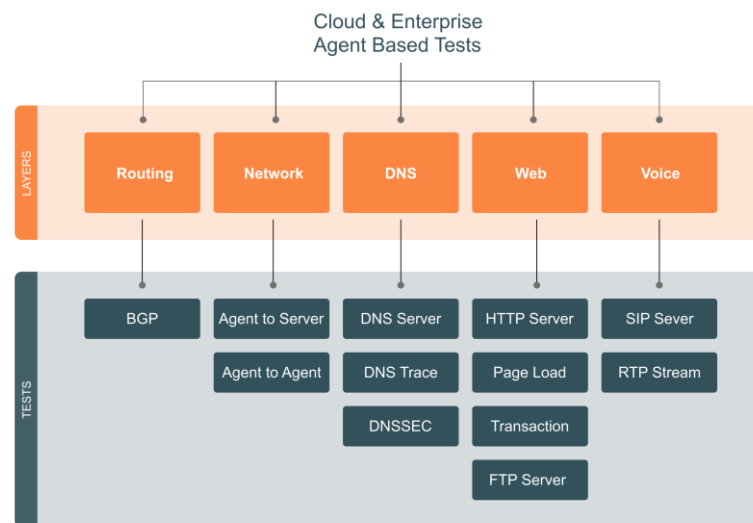 Cloud & Enterprise
Agent Based Tests
LAYERS
Routing
Network
DNS
Web
Voice
TESTS
BGP
Agent to Server
DNS Server
HTTP Server
SIP Sever
Agent to Agent
DNS Trace
Page Load
RTP Stream
DNSSEC
Transaction
FTP Server